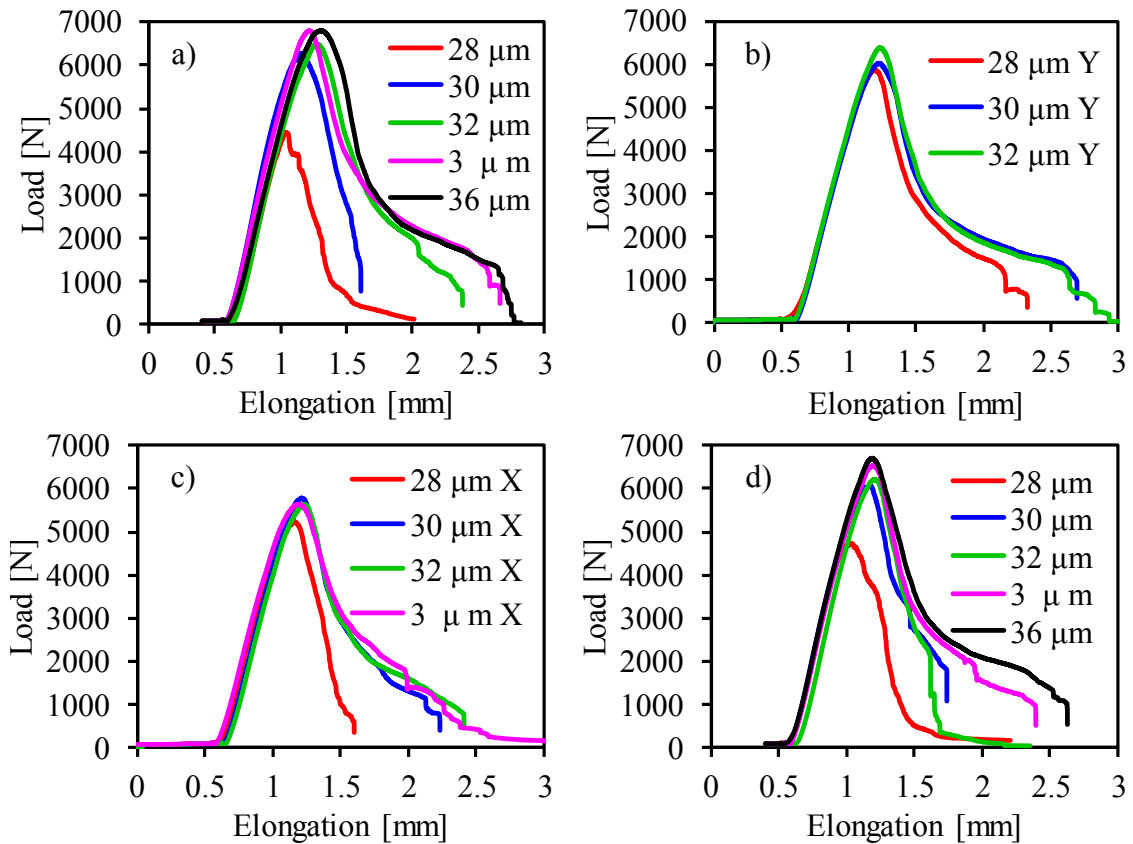 a)
7000
6000
5000
4000
3000
2000
1000
0
Load [N]
28 μm
30 μm
32 μm
3 μ m
36 μm
0 0.5 1 1.5 2 2.5 3
Elongation [mm]
b)
7000
6000
5000
4000
3000
2000
1000
0
Load [N]
28 μm Y
30 μm Y
32 μm Y
0 0.5 1 1.5 2 2.5 3
Elongation [mm]
c)
7000
6000
5000
4000
3000
2000
1000
0
Load [N]
28 μm X
30 μm X
32 μm X
3 μ m X
0 0.5 1 1.5 2 2.5 3
Elongation [mm]
d)
7000
6000
5000
4000
3000
2000
1000
0
Load [N]
28 μm
30 μm
32 μm
3 μ m
36 μm
0 0.5 1 1.5 2 2.5 3
Elongation [mm]